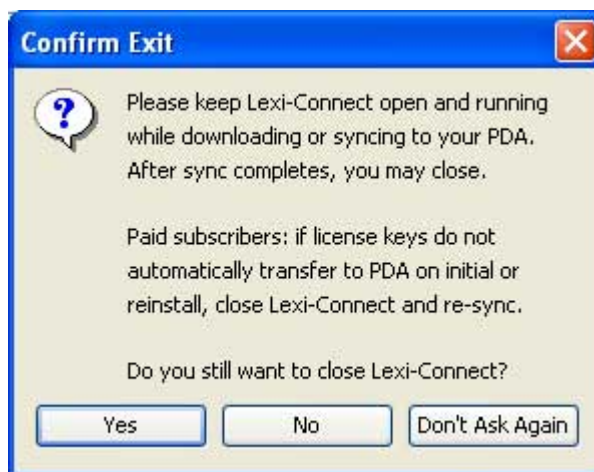 Confirm Exit
Please keep Lexi-Connect open and running
while downloading or syncing to your PDA.
After sync completes, you may close.
Paid subscribers: if license keys do not
automatically transfer to PDA on initial or
reinstall, close Lexi-Connect and re-sync.
Do you still want to close Lexi-Connect?
Yes No Don't Ask Again